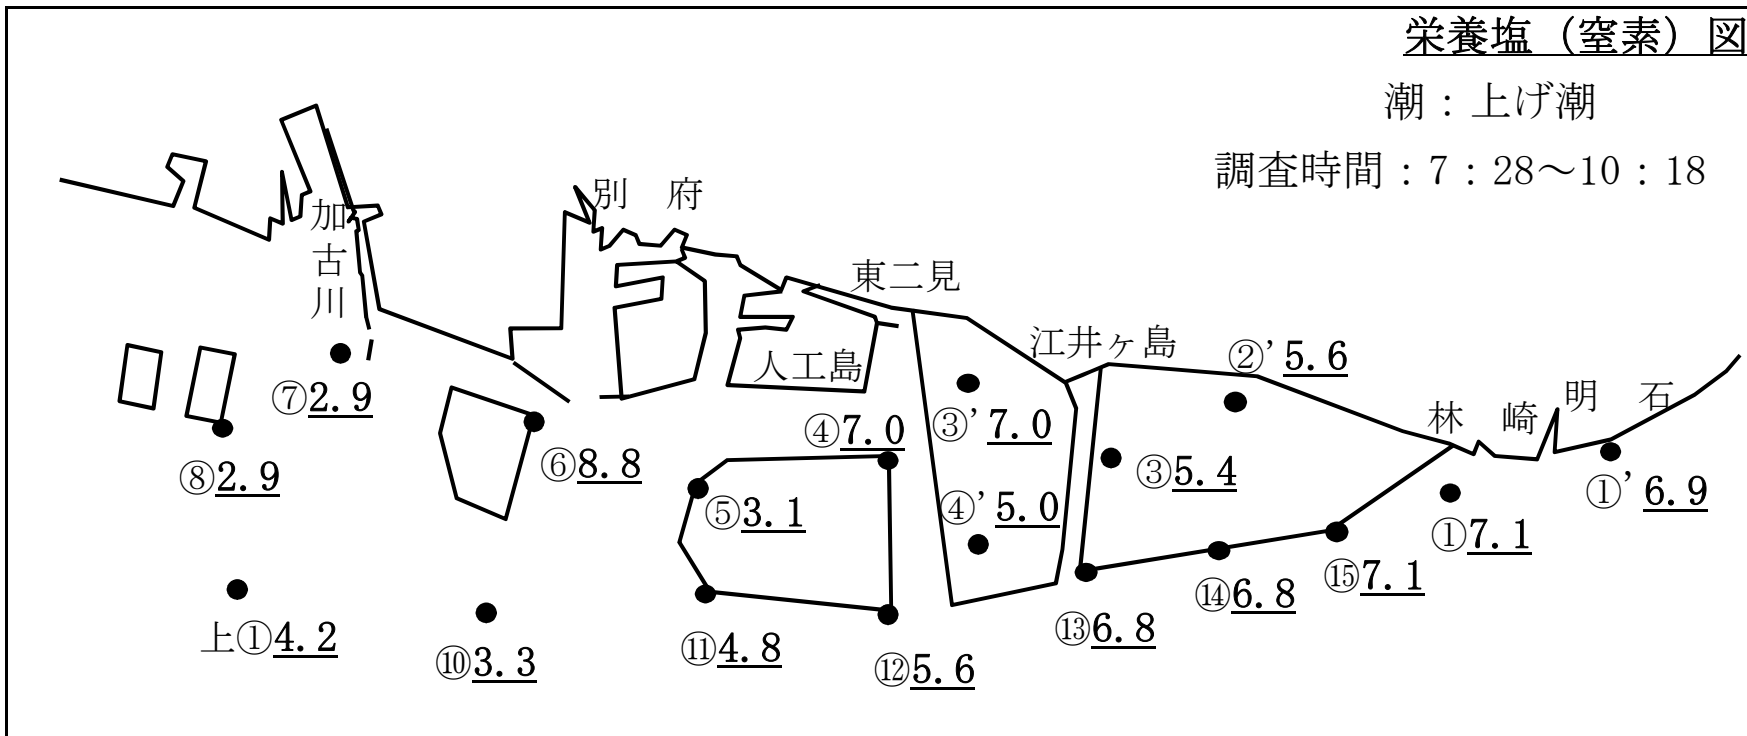 栄養塩（窒素）図
潮：上げ潮
調査時間：7：28～10：18
加古川
別 府
東二見
人工島
江井ヶ島
林 崎
明 石
②’5.6
⑦2.9
④7.0
③’7.0
⑧2.9
⑥8.8
③5.4
①’6.9
⑤3.1
④’5.0
①7.1
⑮7.1
⑭6.8
上①4.2
⑩3.3
⑪4.8
⑫5.6
⑬6.8